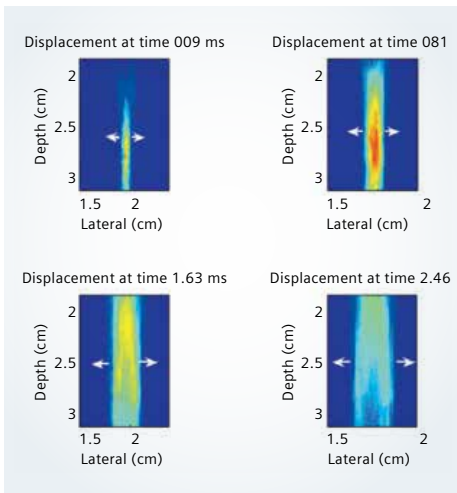 Displacement at time 009 ms
Depth (cm)
2
2.5
3
1.5 2
Lateral (cm)
Displacement at time 081
Depth (cm)
2
2.5
3
1.5 2
Lateral (cm)
Displacement at time 1.63 ms
Depth (cm)
2
2.5
3
1.5 2
Lateral (cm)
Displacement at time 2.46
Depth (cm)
2
2.5
3
1.5 2
Lateral (cm)